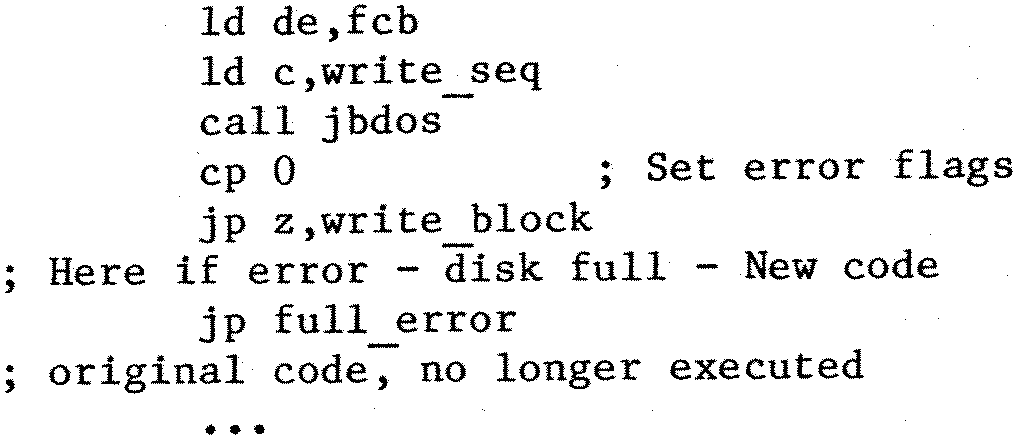 ld de,fcb
ld c,write_seq
call jbdos
cp 0 ; Set error flags
jp z,write_block
; Here if error - disk full - New code
jp full_error
; original code, no longer executed
...